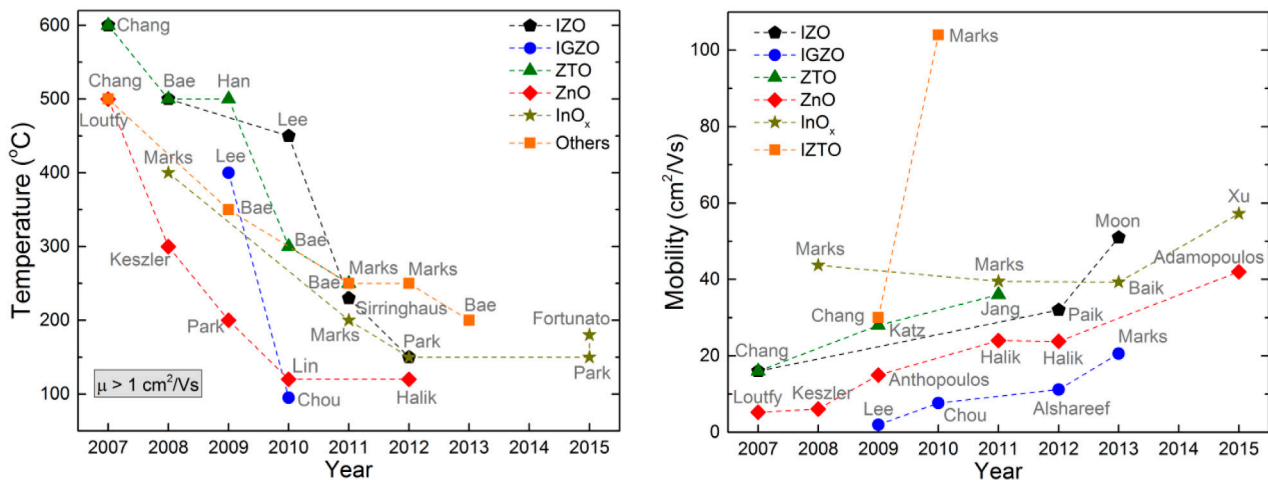 600
500
400
300
200
100
Temperature (°C)
2007 2008 2009 2010 2011 2012 2013 2014 2015
Year
IZO
IGZO
ZTO
ZnO
InOx
Others
Chang
Chang
Bae
Han
Loutfy
Lee
Marks
Lee
Bae
Keszler
Bae
Bae
Marks
Marks
Sirringhaus
Bae
Park
Marks
Park
Fortunato
Lin
Park
Chou
Halik
μ > 1 cm²/Vs
100
80
60
40
20
0
Mobility (cm²/Vs)
2007 2008 2009 2010 2011 2012 2013 2014 2015
Year
IZO
IGZO
ZTO
ZnO
InOx
IZTO
Marks
Xu
Moon
Marks
Marks
Adamopoulos
Baik
Chang
Katz
Jang
Paik
Chang
Marks
Halik
Halik
Loutfy
Keszler
Anthopoulos
Lee
Chou
Alshareef